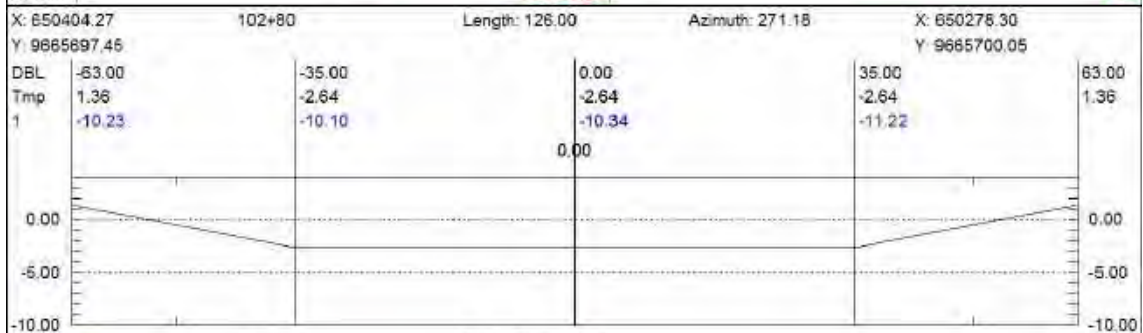 X: 650404.27 102+80 Length: 126.00 Azimuth: 271.18 X: 650278.30
Y: 9665697.45 Y: 9665700.05
DBL -63.00 -35.00 0.00 35.00 63.00
Tmp 1.36 -2.64 -2.64 -2.64 1.36
1 -10.23 -10.10 -10.34 -11.22
0.00
0.00 0.00
-5.00 -5.00
-10.00 -10.00